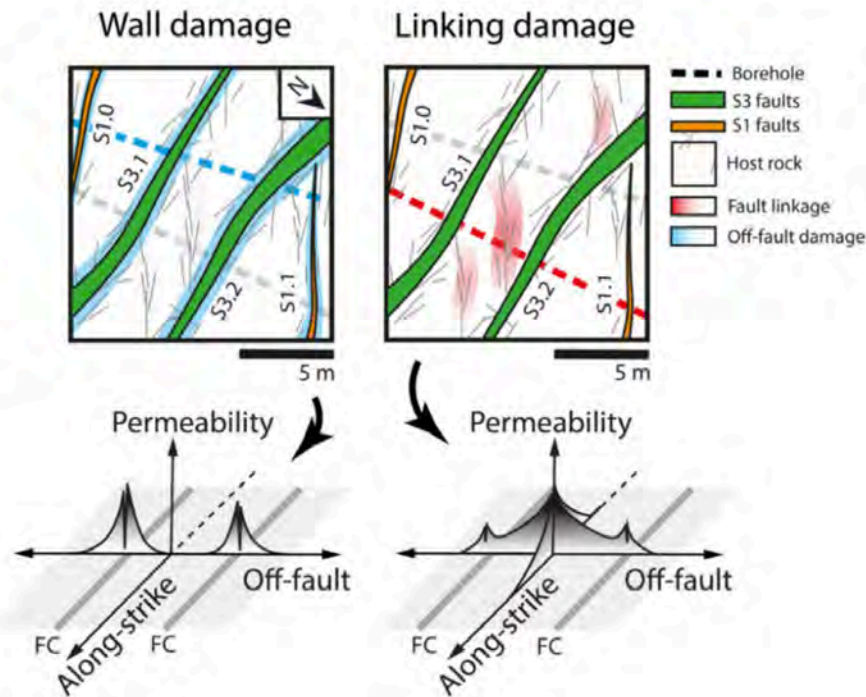 Wall damage
Linking damage
N
S1.0
S3.1
S3.2
S1.1
5 m
S1.0
S3.1
S3.2
S1.1
5 m
Borehole
S3 faults
S1 faults
Host rock
Fault linkage
Off-fault damage
Permeability
Off-fault
Along-strike
FC
FC
Permeability
Off-fault
Along-strike
FC
FC